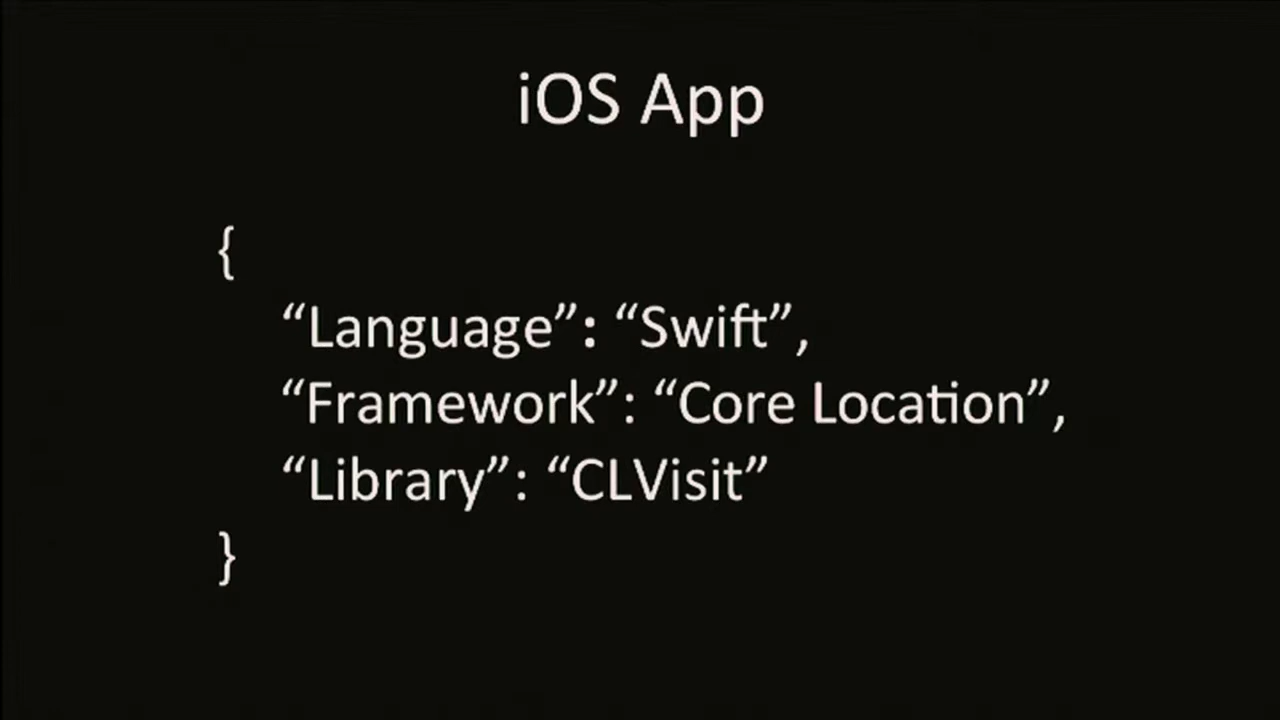 iOS App
{
“Language”: “Swift”,
“Framework”: “Core Location”,
“Library”: “CLVisit”
}